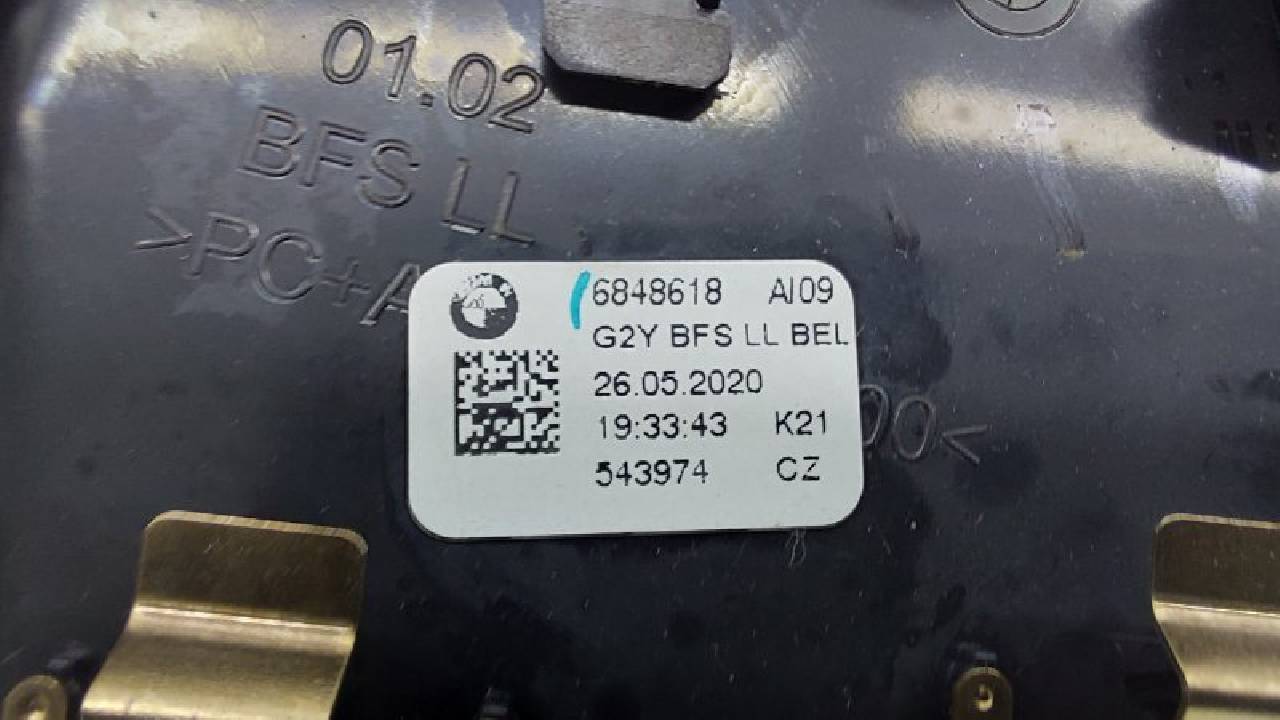 01.02
BFS LL
>PC+A
6848618 AI09
G2Y BFS LL BEL
26.05.2020
19:33:43 K21
543974 CZ
00<